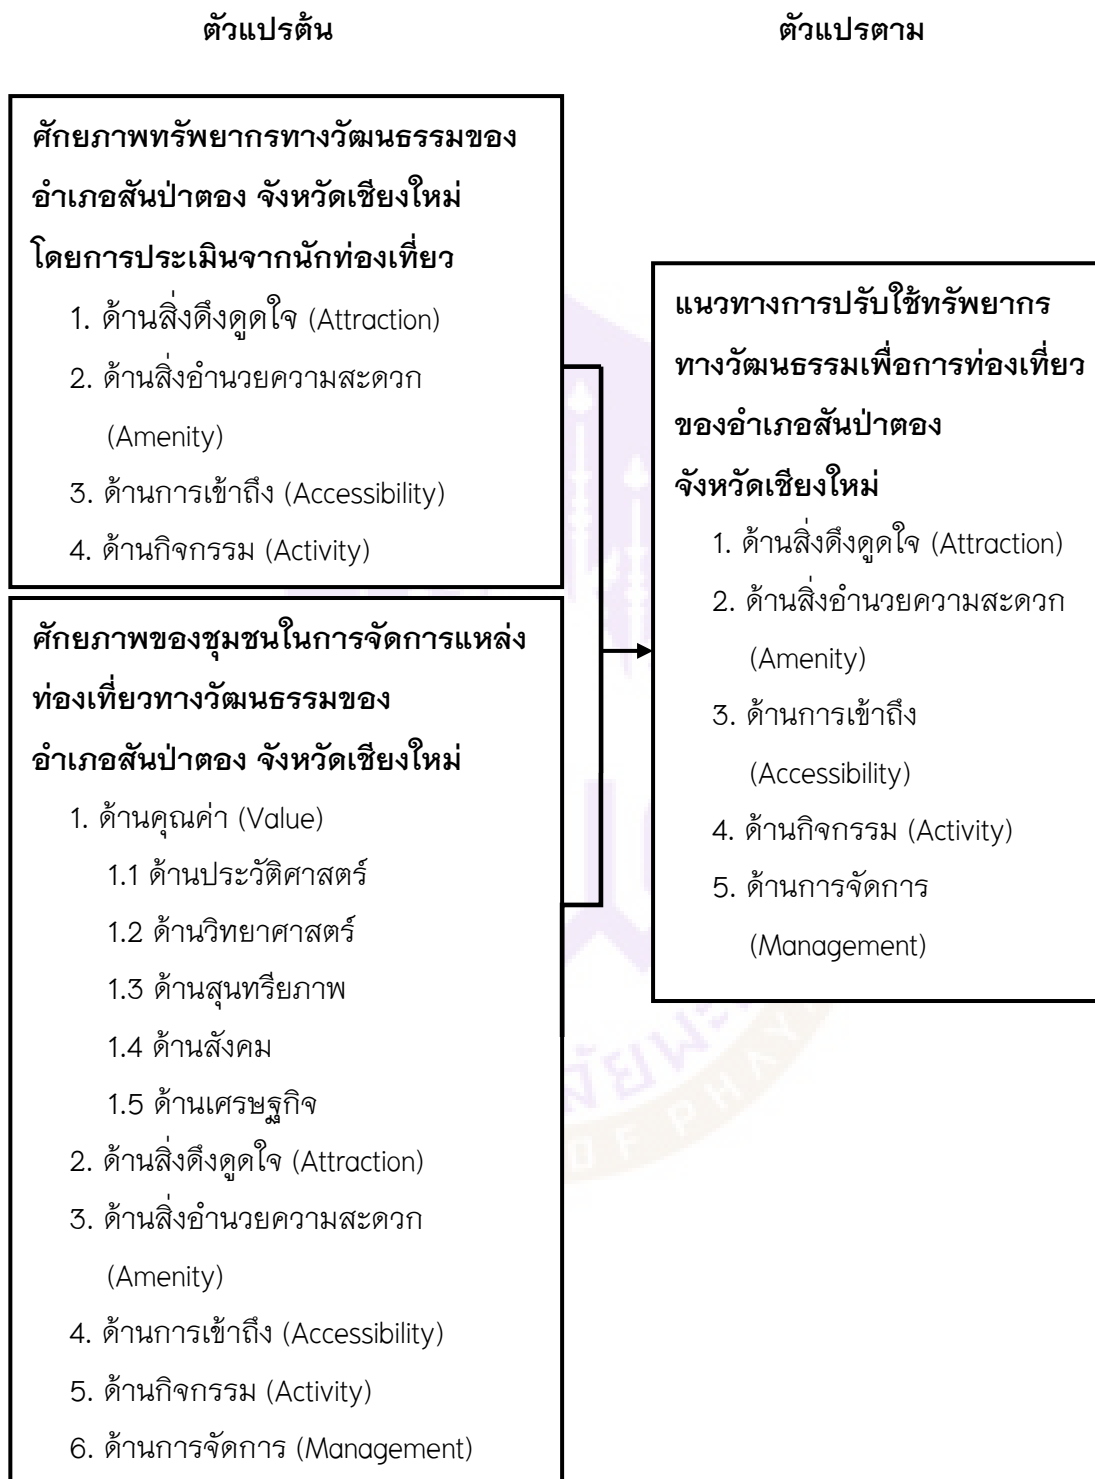 ตัวแปรต้น
ตัวแปรตาม
ศักยภาพทรัพยากรทางวัฒนธรรมของ
อำเภอสันป่าตอง จังหวัดเชียงใหม่
โดยการประเมินจากนักท่องเที่ยว
1. ด้านสิ่งดึงดูดใจ (Attraction)
2. ด้านสิ่งอำนวยความสะดวก
(Amenity)
3. ด้านการเข้าถึง (Accessibility)
4. ด้านกิจกรรม (Activity)
ศักยภาพของชุมชนในการจัดการแหล่ง
ท่องเที่ยวทางวัฒนธรรมของ
อำเภอสันป่าตอง จังหวัดเชียงใหม่
1. ด้านคุณค่า (Value)
1.1 ด้านประวัติศาสตร์
1.2 ด้านวิทยาศาสตร์
1.3 ด้านสุนทรียภาพ
1.4 ด้านสังคม
1.5 ด้านเศรษฐกิจ
2. ด้านสิ่งดึงดูดใจ (Attraction)
3. ด้านสิ่งอำนวยความสะดวก
(Amenity)
4. ด้านการเข้าถึง (Accessibility)
5. ด้านกิจกรรม (Activity)
6. ด้านการจัดการ (Management)
แนวทางการปรับใช้ทรัพยากร
ทางวัฒนธรรมเพื่อการท่องเที่ยว
ของอำเภอสันป่าตอง
จังหวัดเชียงใหม่
1. ด้านสิ่งดึงดูดใจ (Attraction)
2. ด้านสิ่งอำนวยความสะดวก
(Amenity)
3. ด้านการเข้าถึง
(Accessibility)
4. ด้านกิจกรรม (Activity)
5. ด้านการจัดการ
(Management)